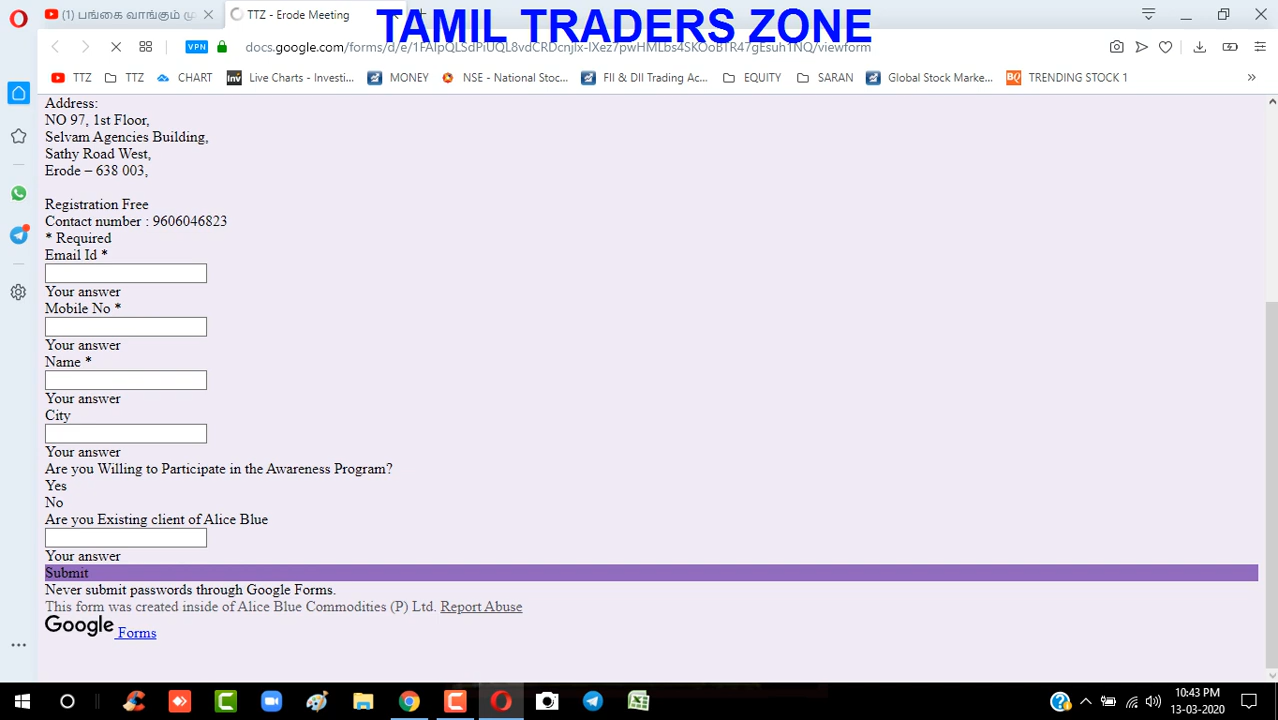 (1) பங்கை வாங்கும் மு
TTZ - Erode Meeting
TAMIL TRADERS ZONE
VPN
docs.google.com/forms/d/e/1FAIpQLSdPiUQL8vdCRDcnjIx-IXez7pwHMLbs4SKOoBTR47gEsuh1NQ/viewform
TTZ
TTZ
CHART
Inv
Live Charts - Investi...
MONEY
NSE - National Stoc...
FII & DII Trading Ac...
EQUITY
SARAN
Global Stock Marke...
BQ
TRENDING STOCK 1
Address:
NO 97, 1st Floor,
Selvam Agencies Building,
Sathy Road West,
Erode – 638 003,
Registration Free
Contact number : 9606046823
* Required
Email Id *
Your answer
Mobile No *
Your answer
Name *
Your answer
City
Your answer
Are you Willing to Participate in the Awareness Program?
Yes
No
Are you Existing client of Alice Blue
Your answer
Submit
Never submit passwords through Google Forms.
This form was created inside of Alice Blue Commodities (P) Ltd. Report Abuse
Google Forms
10:43 PM
13-03-2020